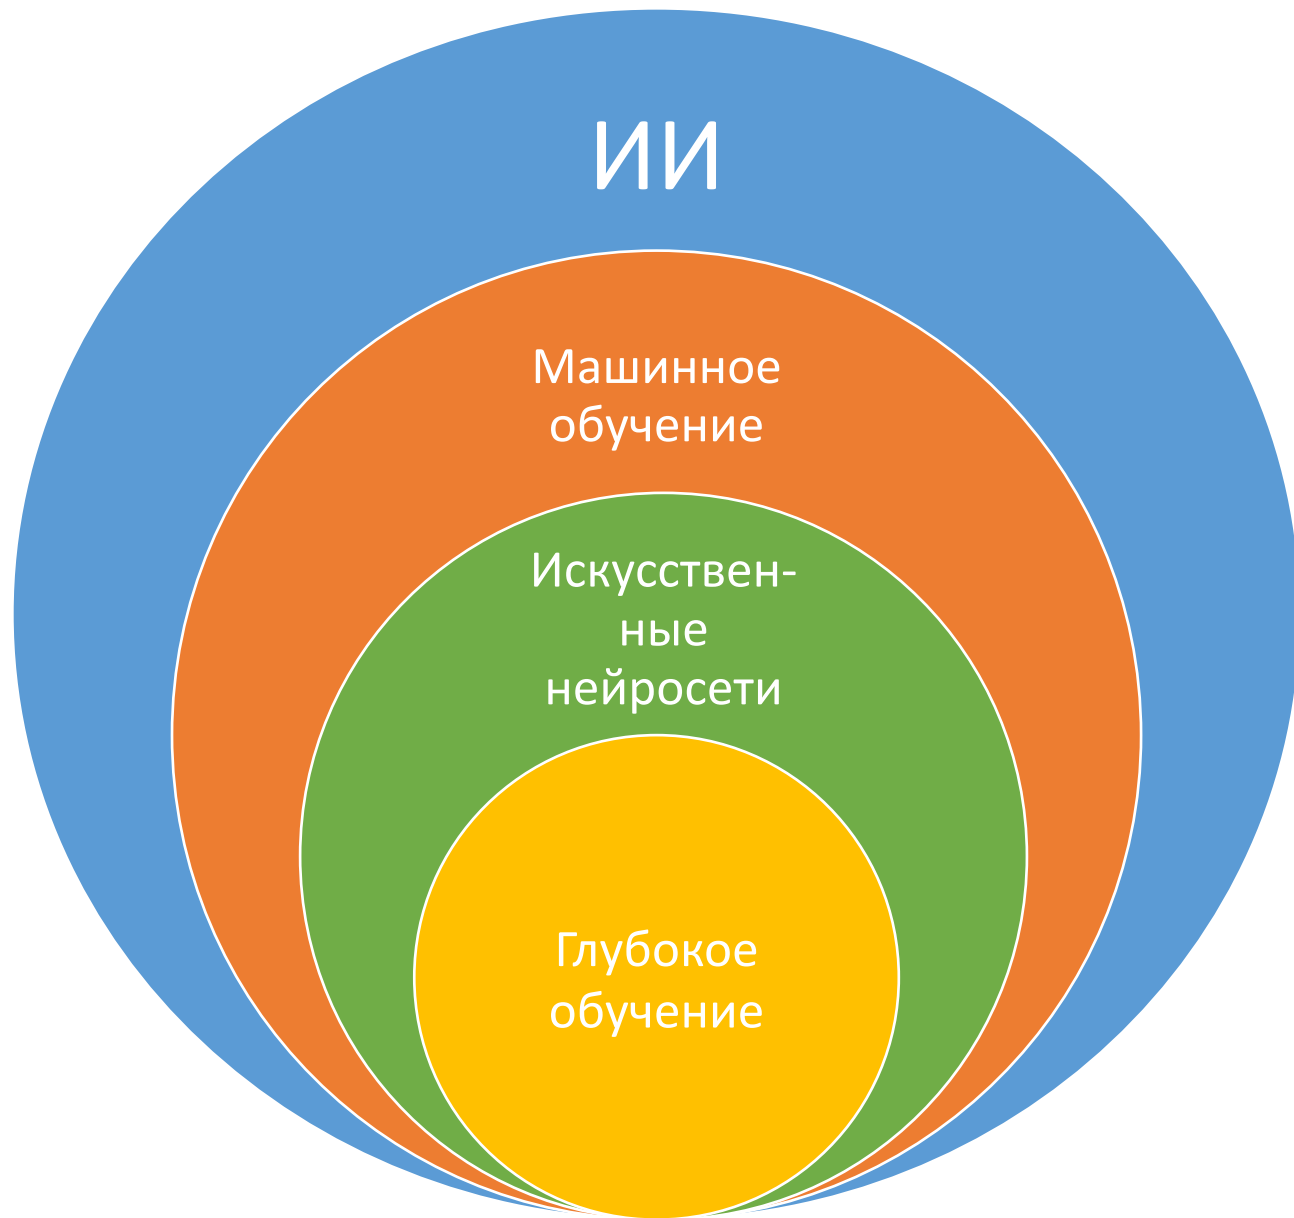 ИИ
Машинное
обучение
Искусствен-
ные
нейросети
Глубокое
обучение